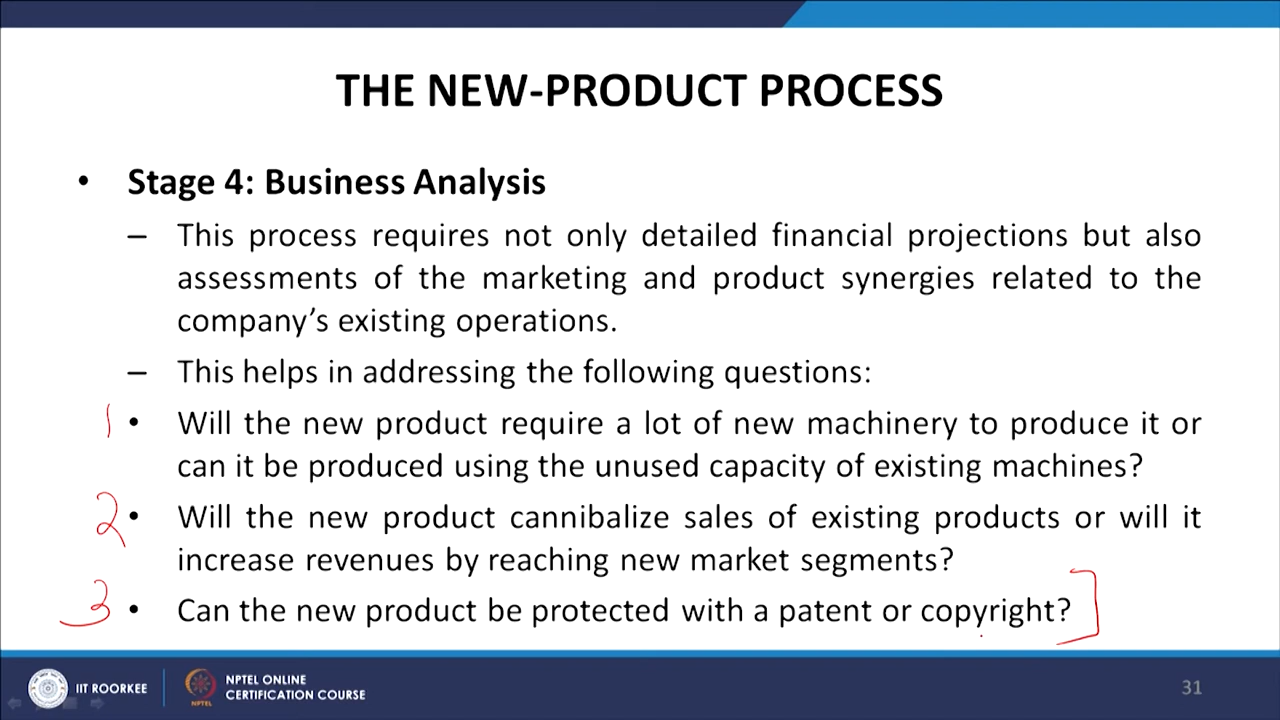 THE NEW-PRODUCT PROCESS
• Stage 4: Business Analysis
– This process requires not only detailed financial projections but also
assessments of the marketing and product synergies related to the
company’s existing operations.
– This helps in addressing the following questions:
1 • Will the new product require a lot of new machinery to produce it or
can it be produced using the unused capacity of existing machines?
2 • Will the new product cannibalize sales of existing products or will it
increase revenues by reaching new market segments?
3 • Can the new product be protected with a patent or copyright? ]
IIT ROORKEE
NPTEL
NPTEL ONLINE
CERTIFICATION COURSE
31